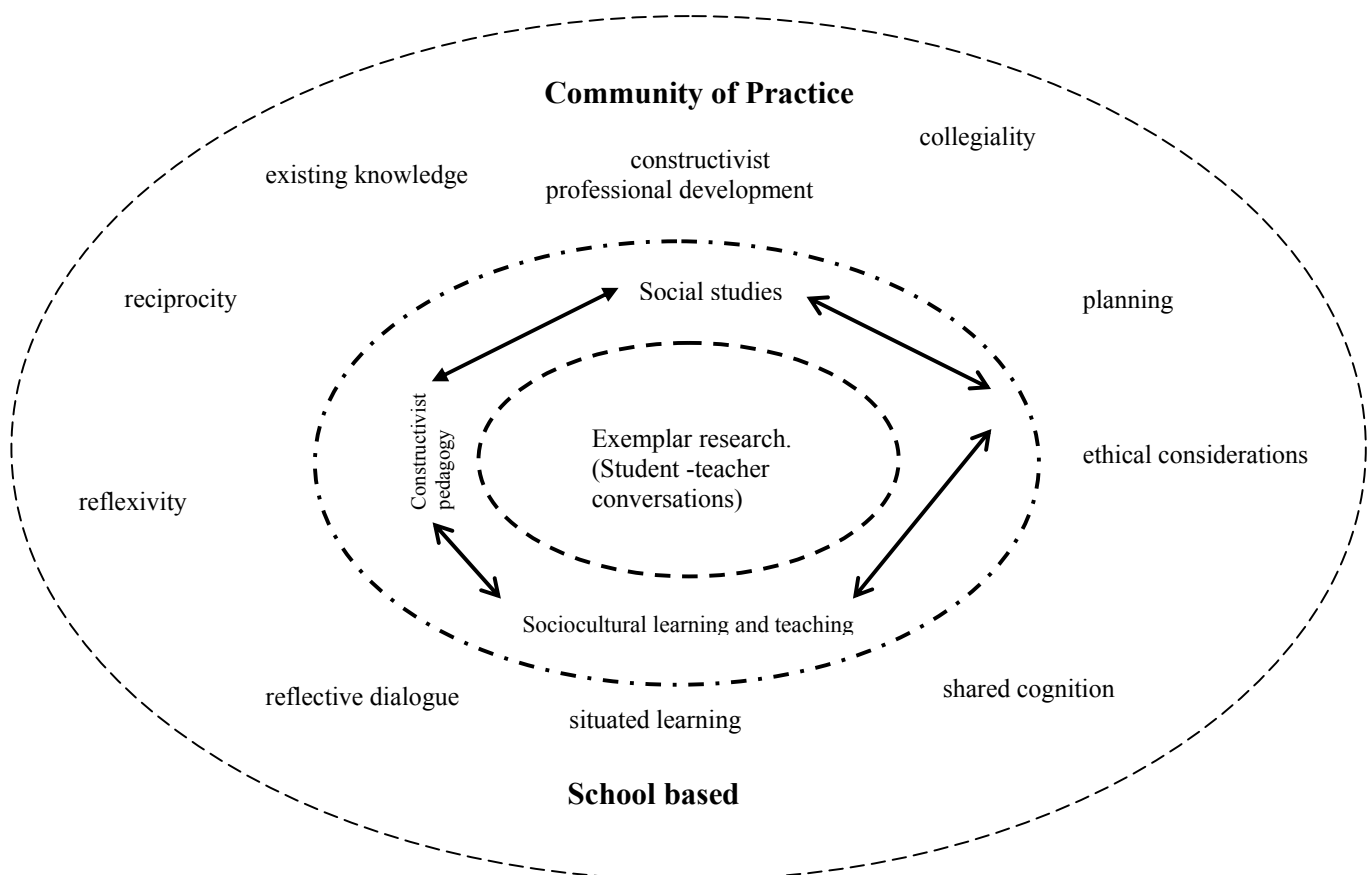 Community of Practice
collegiality
constructivist
professional development
existing knowledge
Social studies
reciprocity
planning
Constructivist
pedagogy
Exemplar research.
(Student -teacher
conversations)
ethical considerations
reflexivity
Sociocultural learning and teaching
reflective dialogue
situated learning
shared cognition
School based